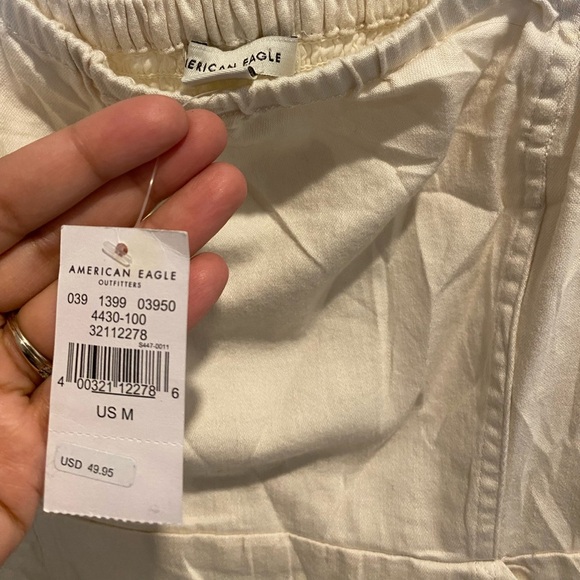 AMERICAN EAGLE
AMERICAN EAGLE
OUTFITTERS
039 1399 03950
4430-100
32112278
S447-0011
4 00321 12278 6
US M
USD 49.95